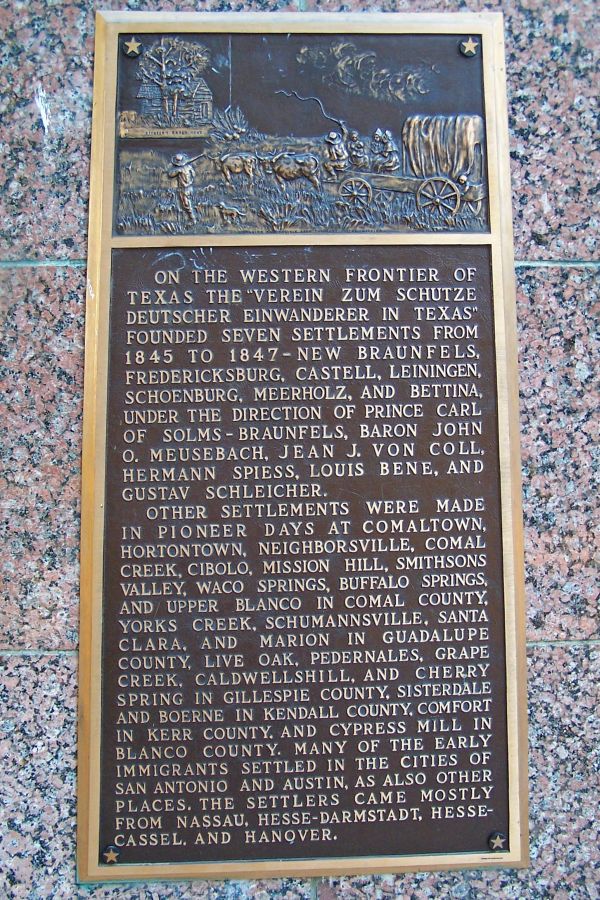 ON THE WESTERN FRONTIER OF
TEXAS THE "VEREIN ZUM SCHUTZE
DEUTSCHER EINWANDERER IN TEXAS"
FOUNDED SEVEN SETTLEMENTS FROM
1845 TO 1847-NEW BRAUNFELS,
FREDERICKSBURG, CASTELL, LEININGEN,
SCHOENBURG, MEERHOLZ, AND BETTINA,
UNDER THE DIRECTION OF PRINCE CARL
OF SOLMS-BRAUNFELS, BARON JOHN
O. MEUSEBACH, JEAN J. VON COLL,
HERMANN SPIESS, LOUIS BENE, AND
GUSTAV SCHLEICHER.
OTHER SETTLEMENTS WERE MADE
IN PIONEER DAYS AT COMALTOWN,
HORTONTOWN, NEIGHBORSVILLE, COMAL
CREEK, CIBOLO, MISSION HILL, SMITHSONS
VALLEY, WACO SPRINGS, BUFFALO SPRINGS,
AND UPPER BLANCO IN COMAL COUNTY,
YORKS CREEK, SCHUMANNSVILLE, SANTA
CLARA, AND MARION IN GUADALUPE
COUNTY, LIVE OAK, PEDERNALES, GRAPE
CREEK, CALDWELLSHILL, AND CHERRY
SPRING IN GILLESPIE COUNTY, SISTERDALE
AND BOERNE IN KENDALL COUNTY, COMFORT
IN KERR COUNTY, AND CYPRESS MILL IN
BLANCO COUNTY. MANY OF THE EARLY
IMMIGRANTS SETTLED IN THE CITIES OF
SAN ANTONIO AND AUSTIN, AS ALSO OTHER
PLACES. THE SETTLERS CAME MOSTLY
FROM NASSAU, HESSE-DARMSTADT, HESSE-
CASSEL, AND HANOVER.